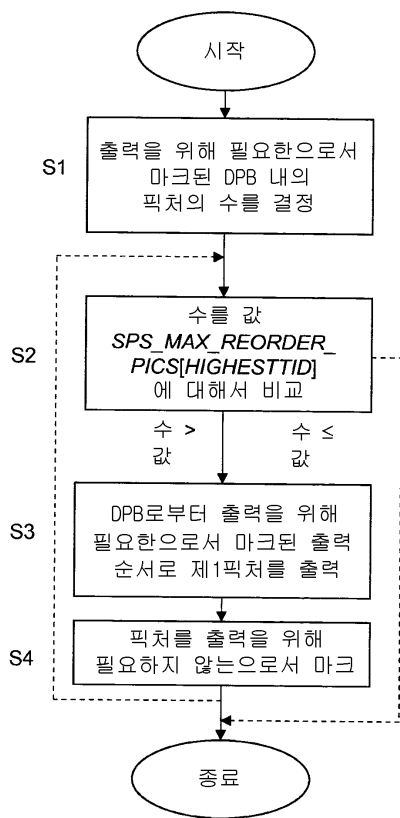 시작
S1
출력을 위해 필요한으로서
마크된 DPB 내의
픽처의 수를 결정
S2
수를 값
SPS_MAX_REORDER_
PICS[HIGHESTTID]
에 대해서 비교
수 > 수 ≤
값 값
S3
DPB로부터 출력을 위해
필요한으로서 마크된 출력
순서로 제1픽처를 출력
S4
픽처를 출력을 위해
필요하지 않는으로서 마크
종료